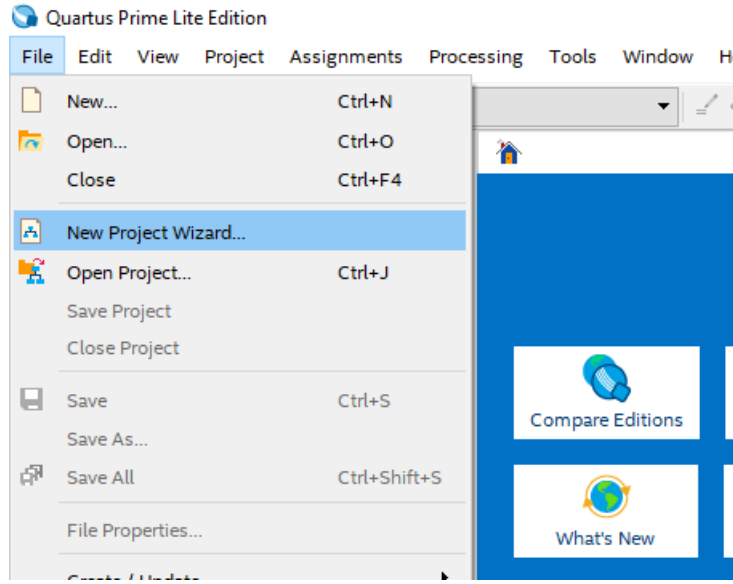 Quartus Prime Lite Edition
File Edit View Project Assignments Processing Tools Window
New... Ctrl+N
Open... Ctrl+O
Close Ctrl+F4
New Project Wizard...
Open Project... Ctrl+J
Save Project
Close Project
Save Ctrl+S
Save As...
Save All Ctrl+Shift+S
File Properties...
Create / Update
Compare Editions
What's New